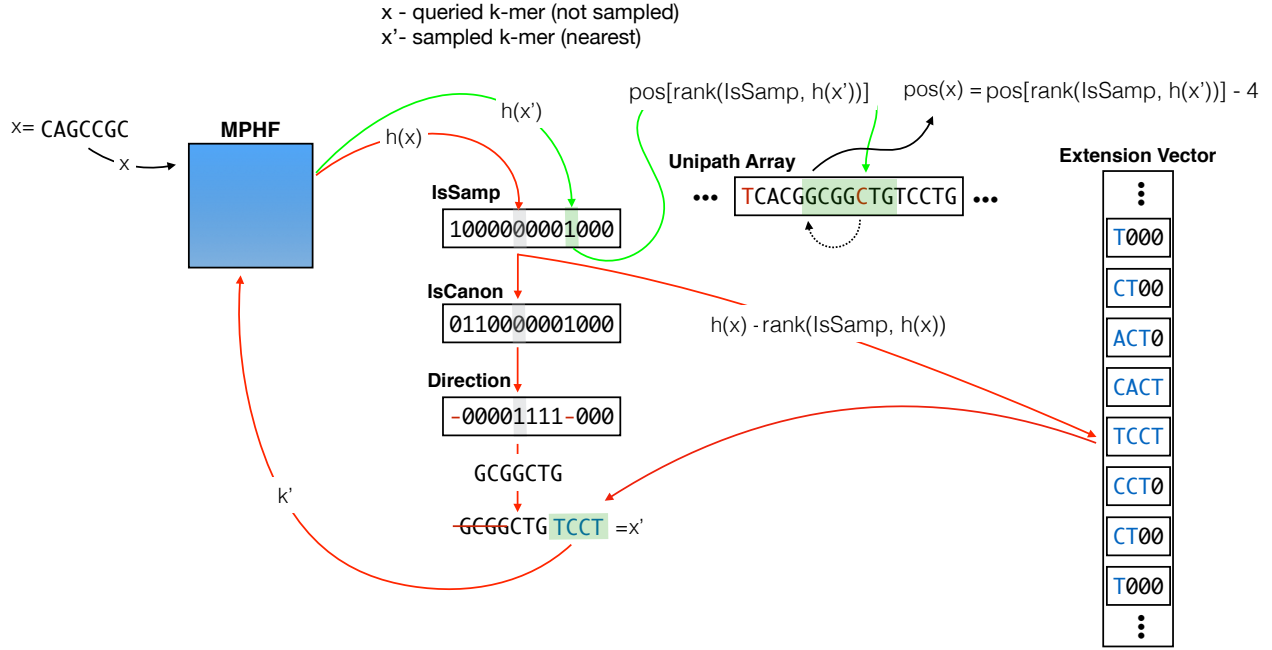 x - queried k-mer (not sampled)
x’- sampled k-mer (nearest)
pos[rank(IsSamp, h(x’))]
pos(x) = pos[rank(IsSamp, h(x’))] - 4
h(x’)
h(x)
x= CAGCCGC
x
MPHF
Unipath Array
••• TCACGGCGGCTGTCCTG •••
Extension Vector
IsSamp
1000000001000
T000
CT00
IsCanon
0110000001000
h(x) - rank(IsSamp, h(x))
ACT0
Direction
CACT
-00001111-000
TCCT
GCGGCTG
CCT0
k’
GCGGCTG TCCT =x’
CT00
T000